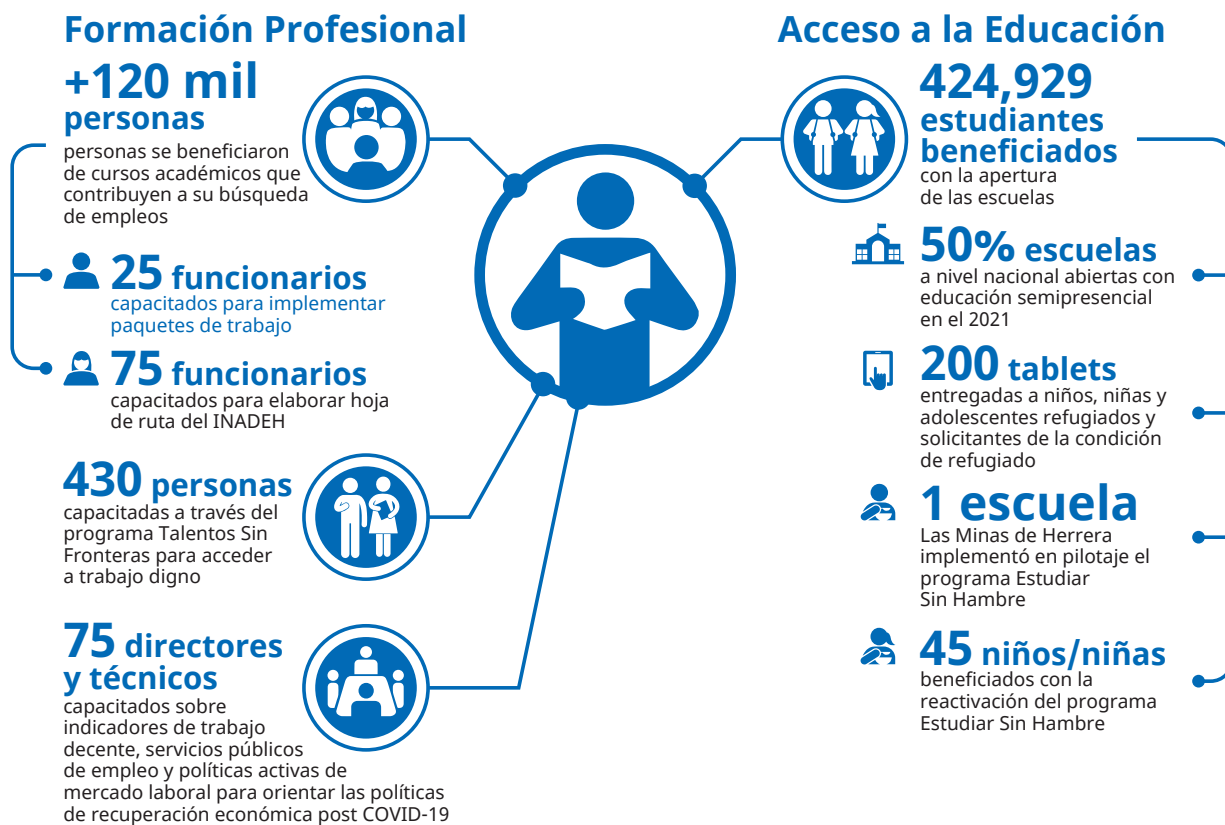 Formación Profesional
+120 mil
personas
personas se beneficiaron
de cursos académicos que
contribuyen a su búsqueda
de empleos
25 funcionarios
capacitados para implementar
paquetes de trabajo
75 funcionarios
capacitados para elaborar hoja
de ruta del INADEH
430 personas
capacitadas a través del
programa Talentos Sin
Fronteras para acceder
a trabajo digno
75 directores
y técnicos
capacitados sobre
indicadores de trabajo
decente, servicios públicos
de empleo y políticas activas de
mercado laboral para orientar las políticas
de recuperación económica post COVID-19
Acceso a la Educación
424,929
estudiantes
beneficiados
con la apertura
de las escuelas
50% escuelas
a nivel nacional abiertas con
educación semipresencial
en el 2021
200 tablets
entregadas a niños, niñas y
adolescentes refugiados y
solicitantes de la condición
de refugiado
1 escuela
Las Minas de Herrera
implementó en pilotaje el
programa Estudiar
Sin Hambre
45 niños/niñas
beneficiados con la
reactivación del programa
Estudiar Sin Hambre